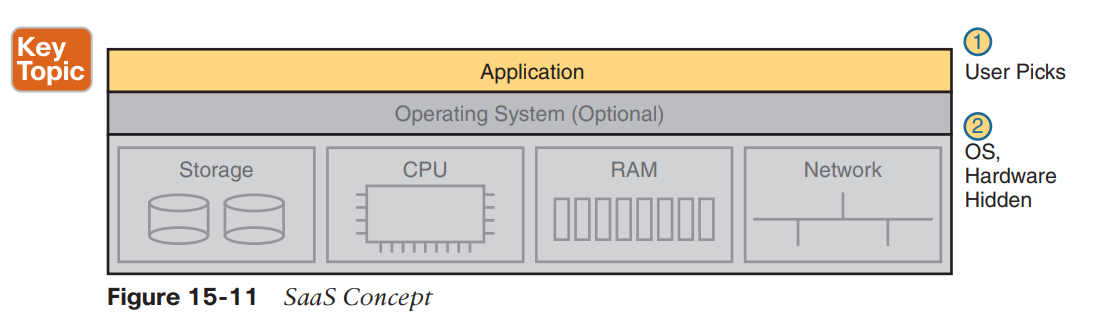 Key
Topic
Application
1
User Picks
Operating System (Optional)
2
OS,
Hardware
Hidden
Storage
CPU
RAM
Network
Figure 15-11 SaaS Concept